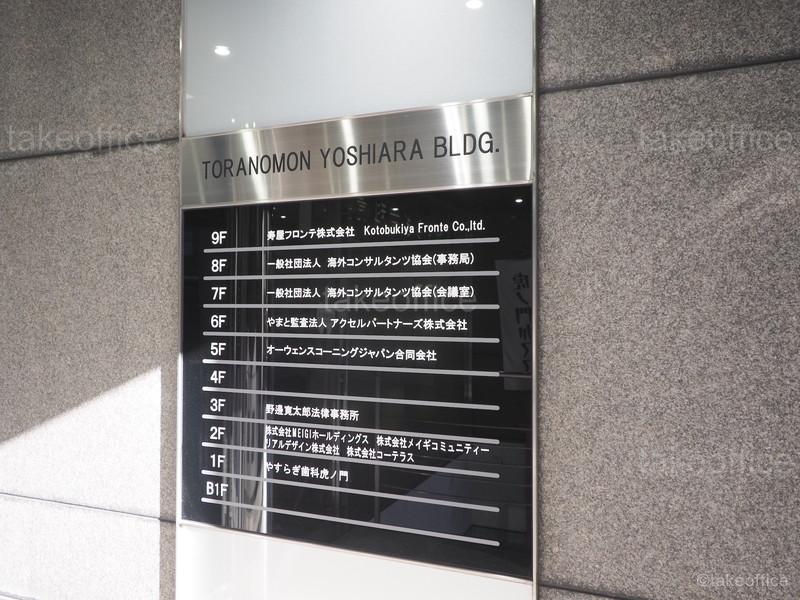 takeoffice
takeoffice
TORANOMON YOSHIARA BLDG.
9F 寿屋フロンテ株式会社 Kotobukiya Fronte Co.,ltd.
8F 一般社団法人 海外コンサルタンツ協会(事務局)
7F 一般社団法人 海外コンサルタンツ協会(会議室)
takeoffice
6F やまと監査法人 アクセルパートナーズ株式会社
5F オーウェンスコーニングジャパン合同会社
4F
3F 野邊寛太郎法律事務所
2F 株式会社MEIGIホールディングス 株式会社メイギコミュニティー
リアルデザイン株式会社 株式会社コーテラス
1F やすらぎ歯科虎ノ門
B1F
takeoffice
takeoffice
©takeoffice